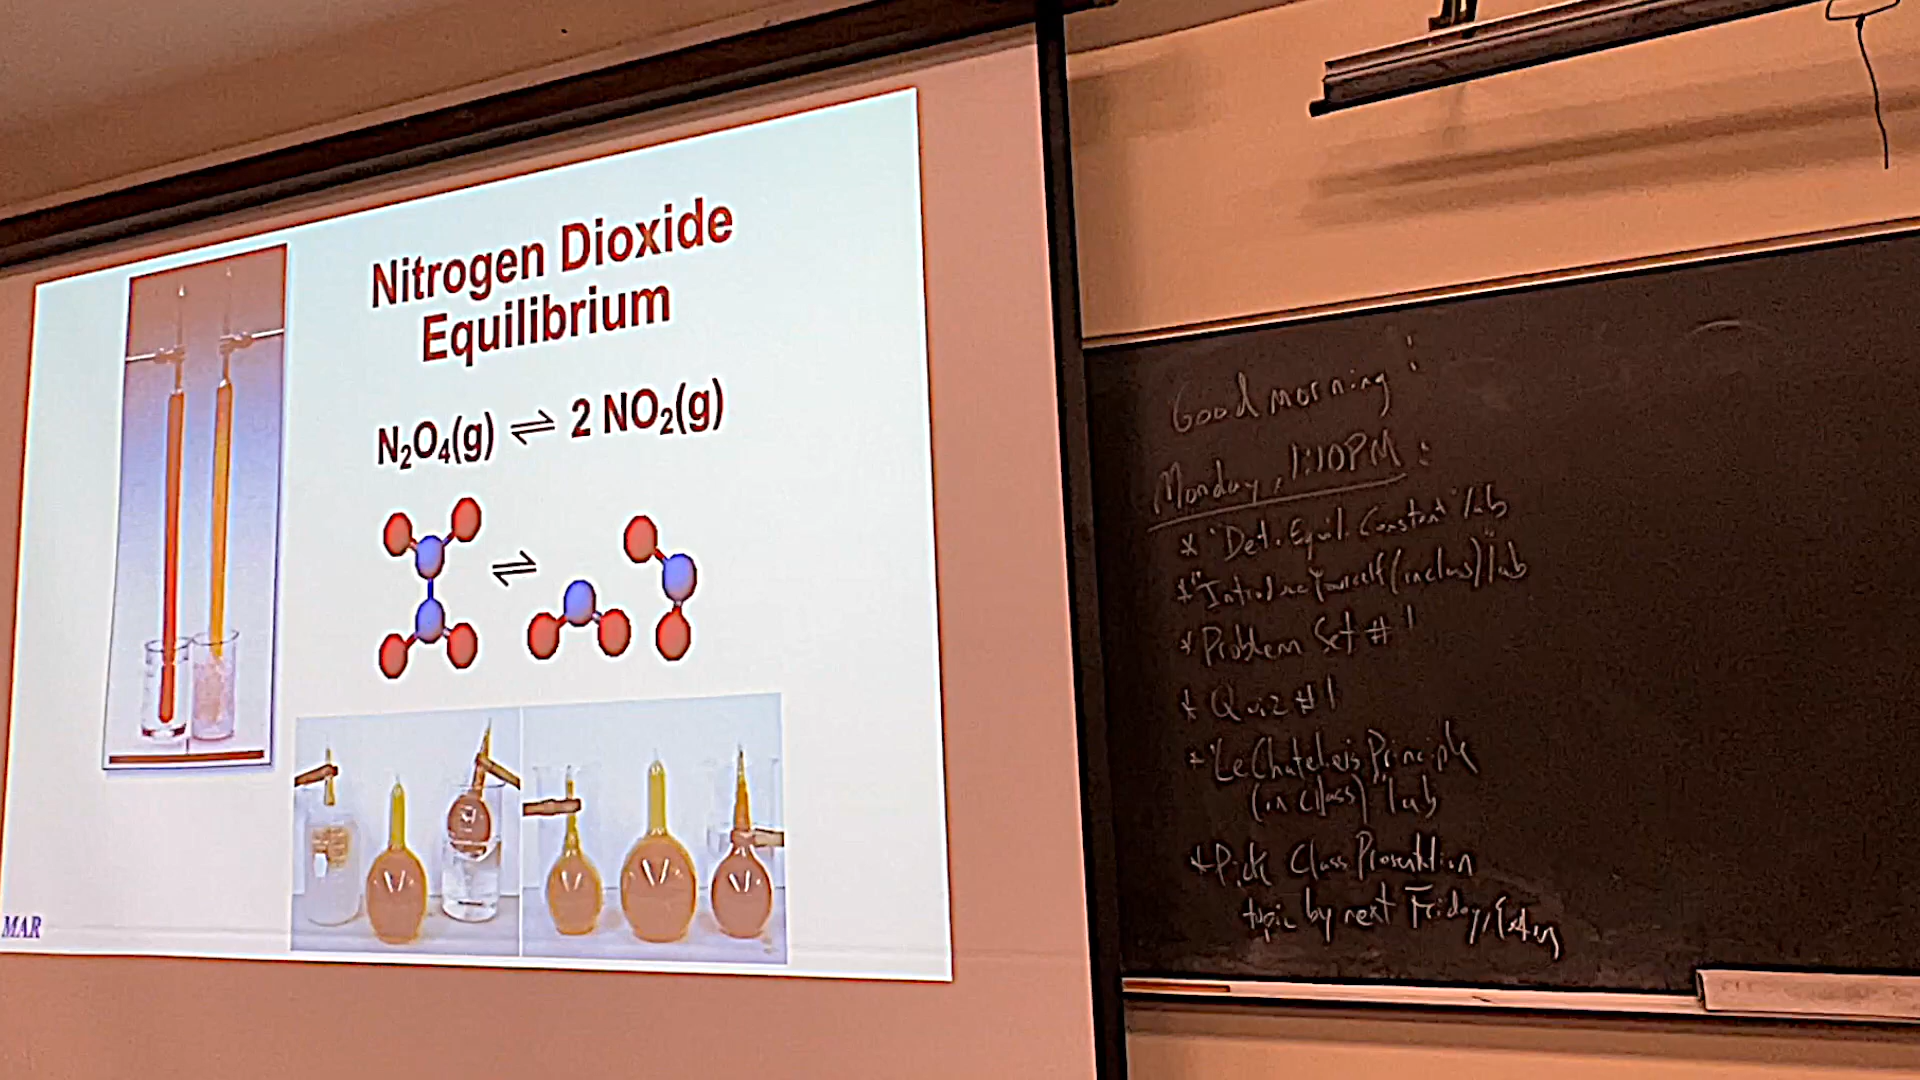 Nitrogen Dioxide
Equilibrium
N₂O₄(g) ⇌ 2 NO₂(g)
⇌
MAR
Good morning!
Monday, 1:10PM:
* "Det. Equil. Constant" lab
* "Introduce Yourself (in class)" lab
* Problem Set #1
* Quiz #1
* "Le Chatelier's Principle
(in class)" lab
* Pick Class Presentation
topic by next Friday,